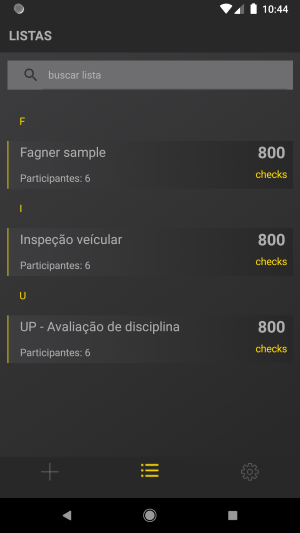 10:44
LISTAS
buscar lista
F
Fagner sample
800
Participantes: 6
checks
I
Inspeção veícular
800
Participantes: 6
checks
U
UP - Avaliação de disciplina
800
Participantes: 6
checks